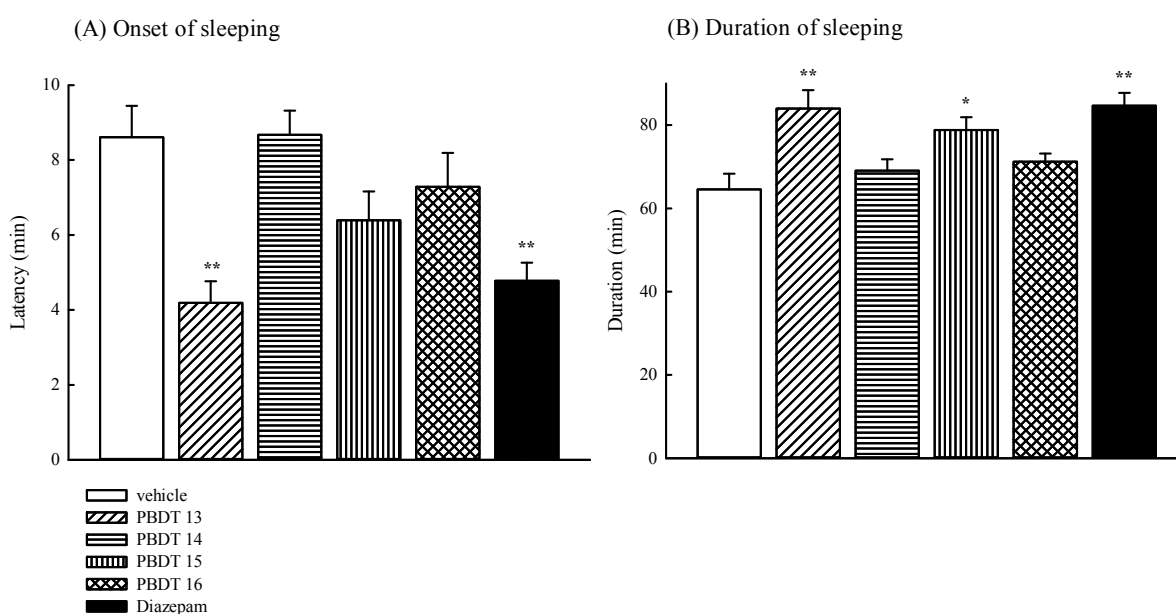 (A) Onset of sleeping
(B) Duration of sleeping
Latency (min)
10
8
6
4
2
0
**
**
Duration (min)
80
60
40
20
0
**
*
**
vehicle
PBDT 13
PBDT 14
PBDT 15
PBDT 16
Diazepam